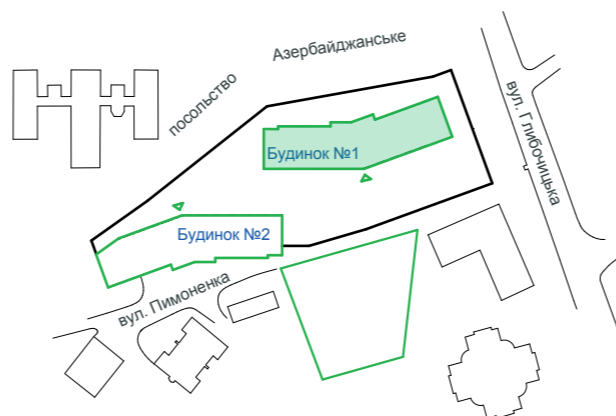 Азербайджанське
посольство
вул. Глибочицька
Будинок №1
Будинок №2
вул. Пимоненка